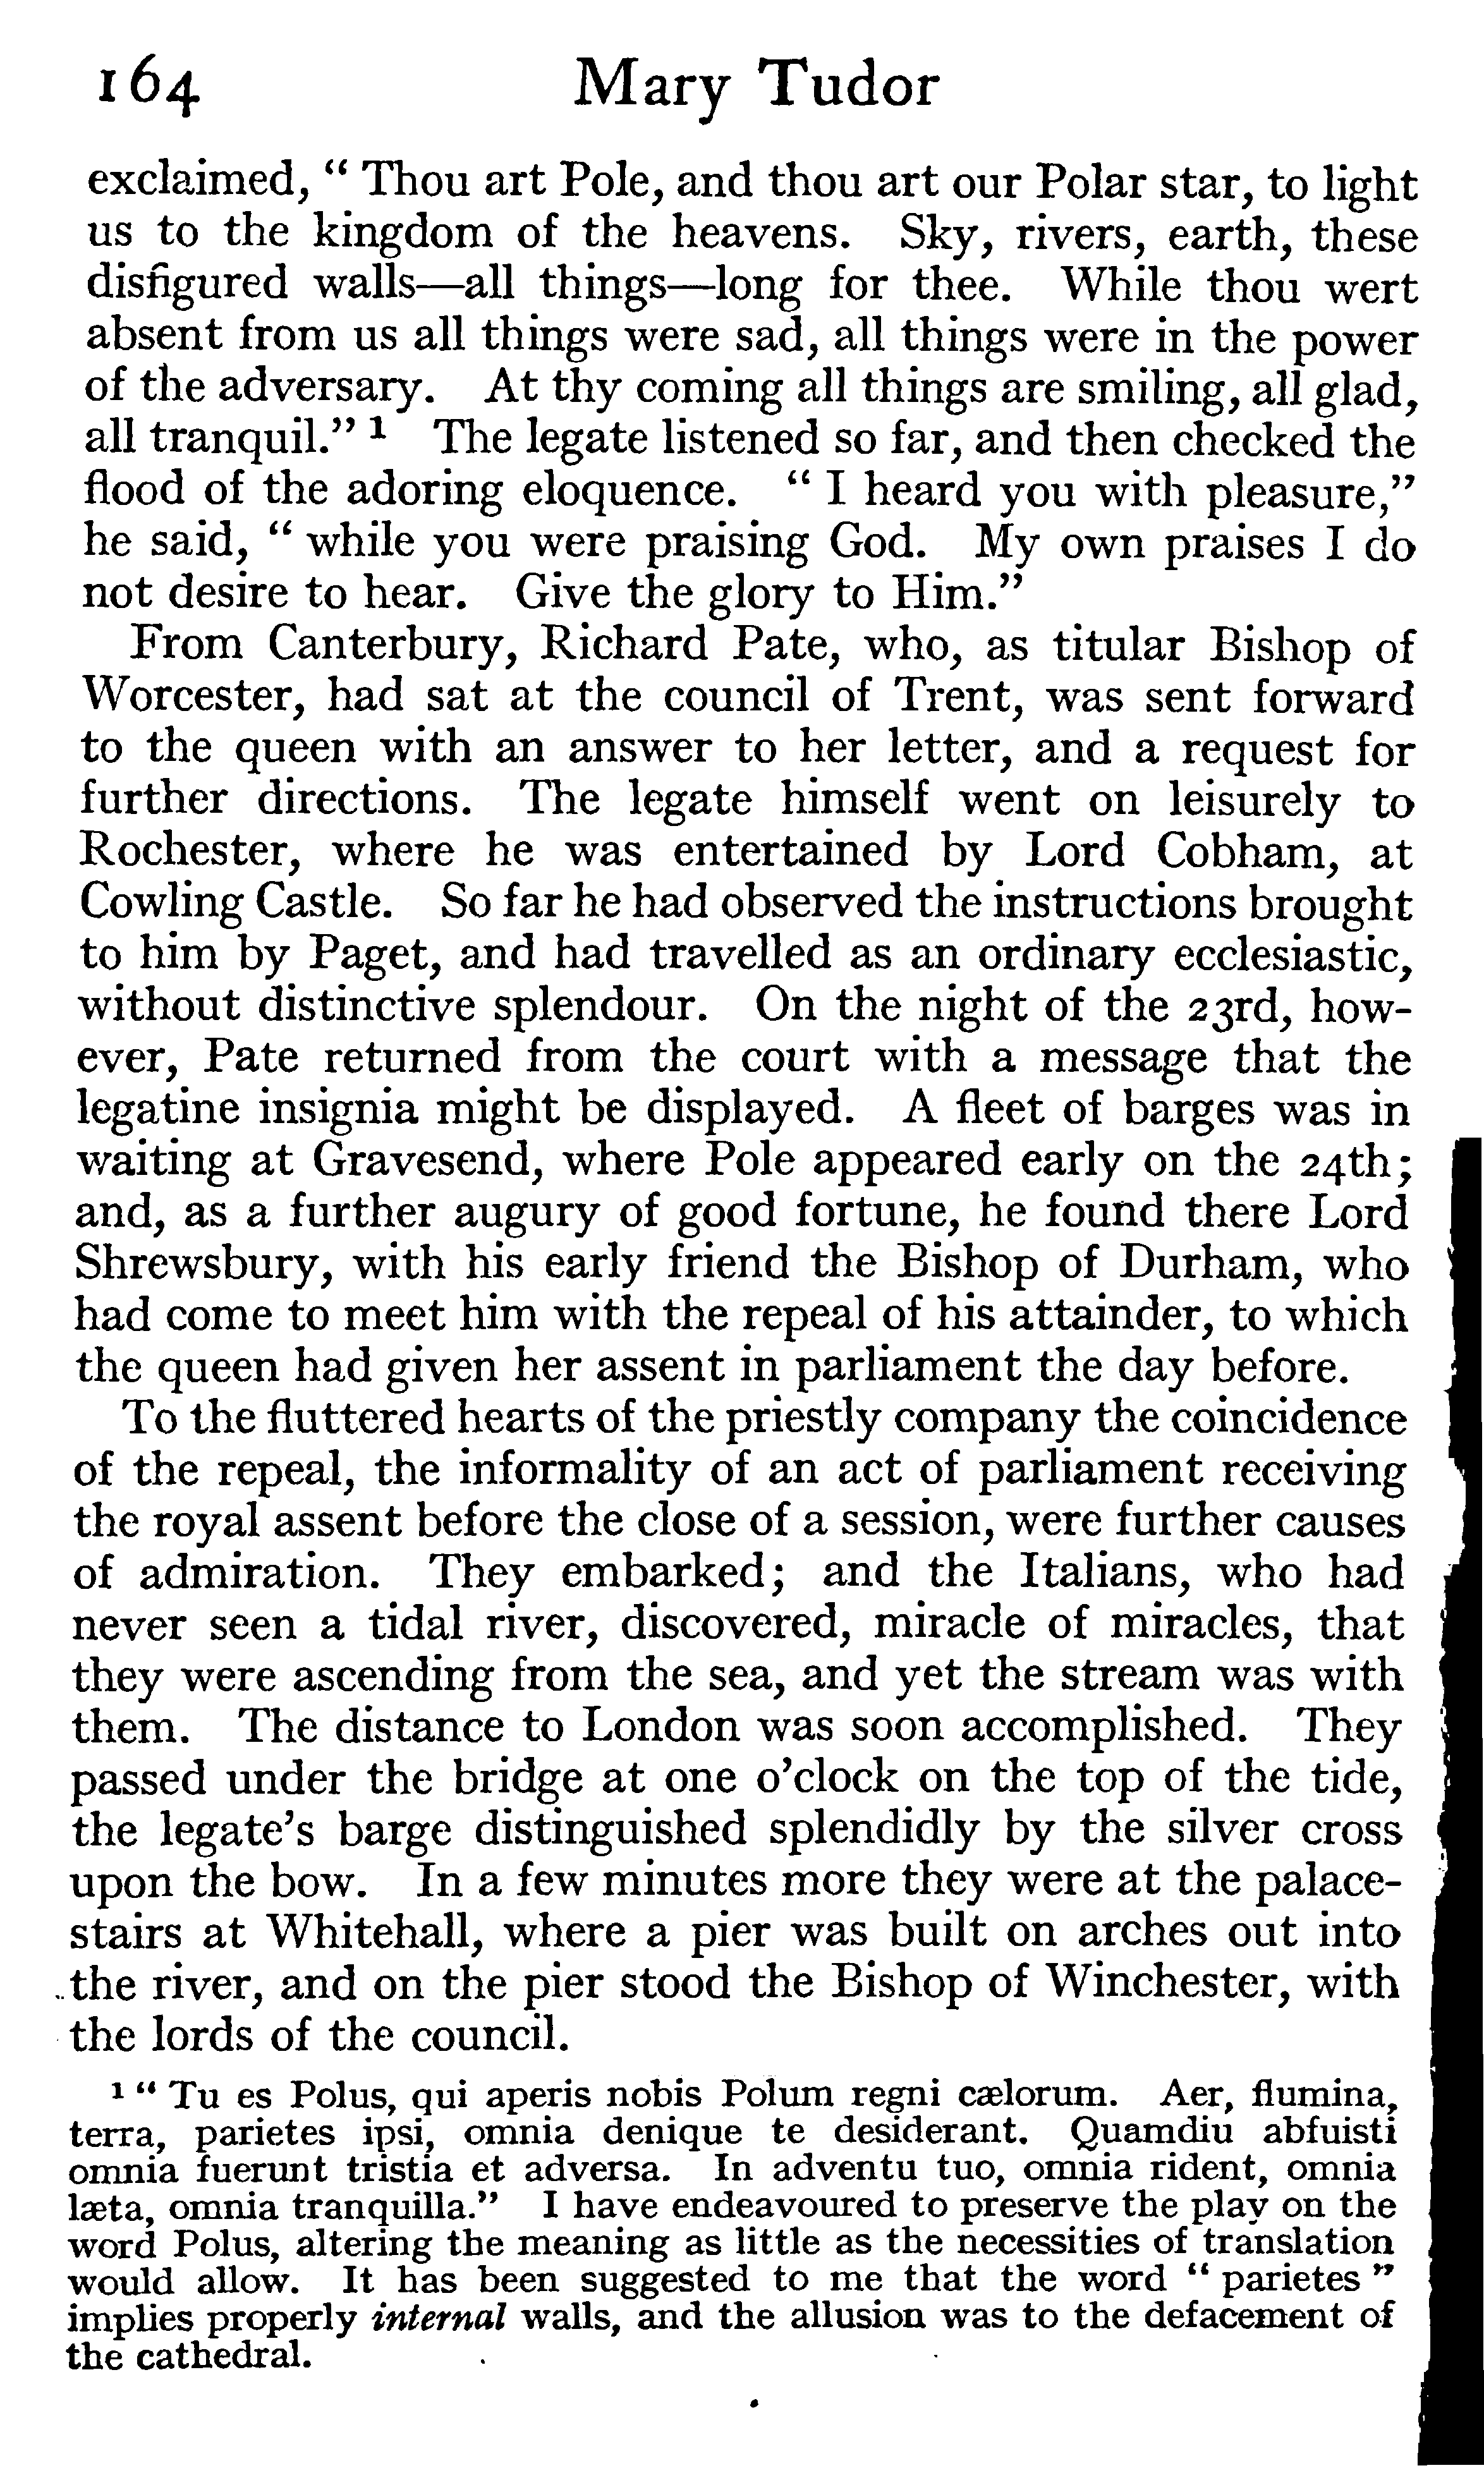 164 Mary Tudor
exclaimed, “ Thou art Pole, and thou art our Polar star, to light
us to the kingdom of the heavens. Sky, rivers, earth, these
disfigured walls—all things—long for thee. While thou wert
absent from us all things were sad, all things were in the power
of the adversary. At thy coming all things are smiling, all glad,
all tranquil.” ¹ The legate listened so far, and then checked the
flood of the adoring eloquence. “ I heard you with pleasure,”
he said, “ while you were praising God. My own praises I do
not desire to hear. Give the glory to Him.”
From Canterbury, Richard Pate, who, as titular Bishop of
Worcester, had sat at the council of Trent, was sent forward
to the queen with an answer to her letter, and a request for
further directions. The legate himself went on leisurely to
Rochester, where he was entertained by Lord Cobham, at
Cowling Castle. So far he had observed the instructions brought
to him by Paget, and had travelled as an ordinary ecclesiastic,
without distinctive splendour. On the night of the 23rd, how-
ever, Pate returned from the court with a message that the
legatine insignia might be displayed. A fleet of barges was in
waiting at Gravesend, where Pole appeared early on the 24th;
and, as a further augury of good fortune, he found there Lord
Shrewsbury, with his early friend the Bishop of Durham, who
had come to meet him with the repeal of his attainder, to which
the queen had given her assent in parliament the day before.
To the fluttered hearts of the priestly company the coincidence
of the repeal, the informality of an act of parliament receiving
the royal assent before the close of a session, were further causes
of admiration. They embarked; and the Italians, who had
never seen a tidal river, discovered, miracle of miracles, that
they were ascending from the sea, and yet the stream was with
them. The distance to London was soon accomplished. They
passed under the bridge at one o’clock on the top of the tide,
the legate’s barge distinguished splendidly by the silver cross
upon the bow. In a few minutes more they were at the palace-
stairs at Whitehall, where a pier was built on arches out into
the river, and on the pier stood the Bishop of Winchester, with
the lords of the council.
¹ “ Tu es Polus, qui aperis nobis Polum regni cælorum. Aer, flumina,
terra, parietes ipsi, omnia denique te desiderant. Quamdiu abfuisti
omnia fuerunt tristia et adversa. In adventu tuo, omnia rident, omnia
læta, omnia tranquilla.” I have endeavoured to preserve the play on the
word Polus, altering the meaning as little as the necessities of translation
would allow. It has been suggested to me that the word “ parietes ”
implies properly internal walls, and the allusion was to the defacement of
the cathedral.